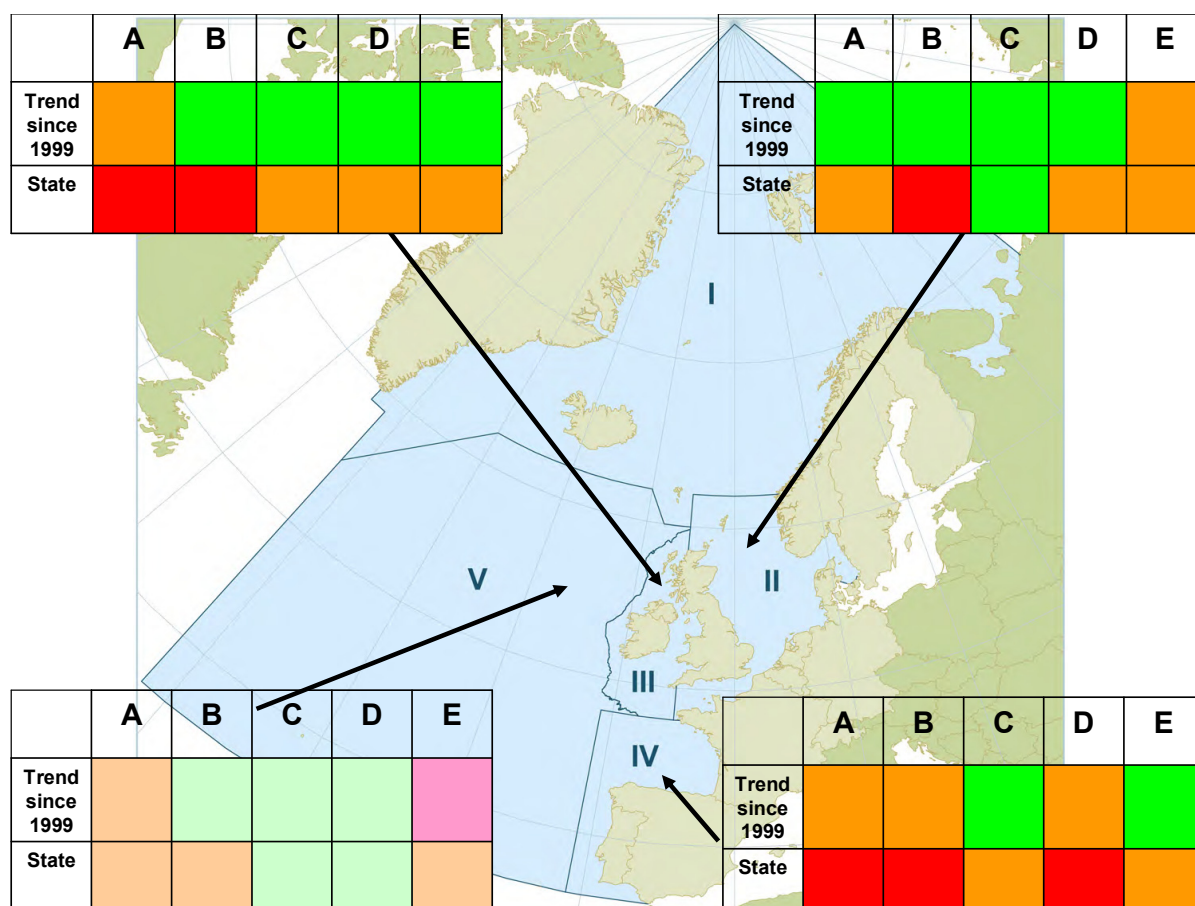 A B C D E
Trend
since
1999
State
A B C D E
Trend
since
1999
State
I
V
II
III
IV
A B C D E
Trend
since
1999
State
A B C D E
Trend
since
1999
State